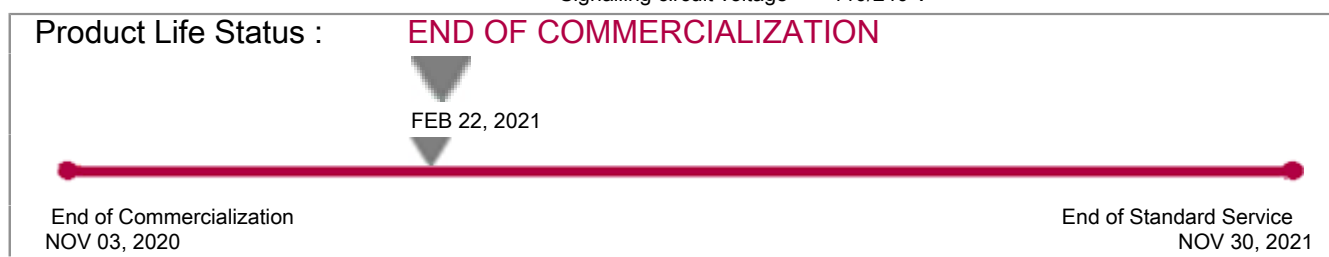 Product Life Status : END OF COMMERCIALIZATION
FEB 22, 2021
End of Commercialization End of Standard Service
NOV 03, 2020 NOV 30, 2021